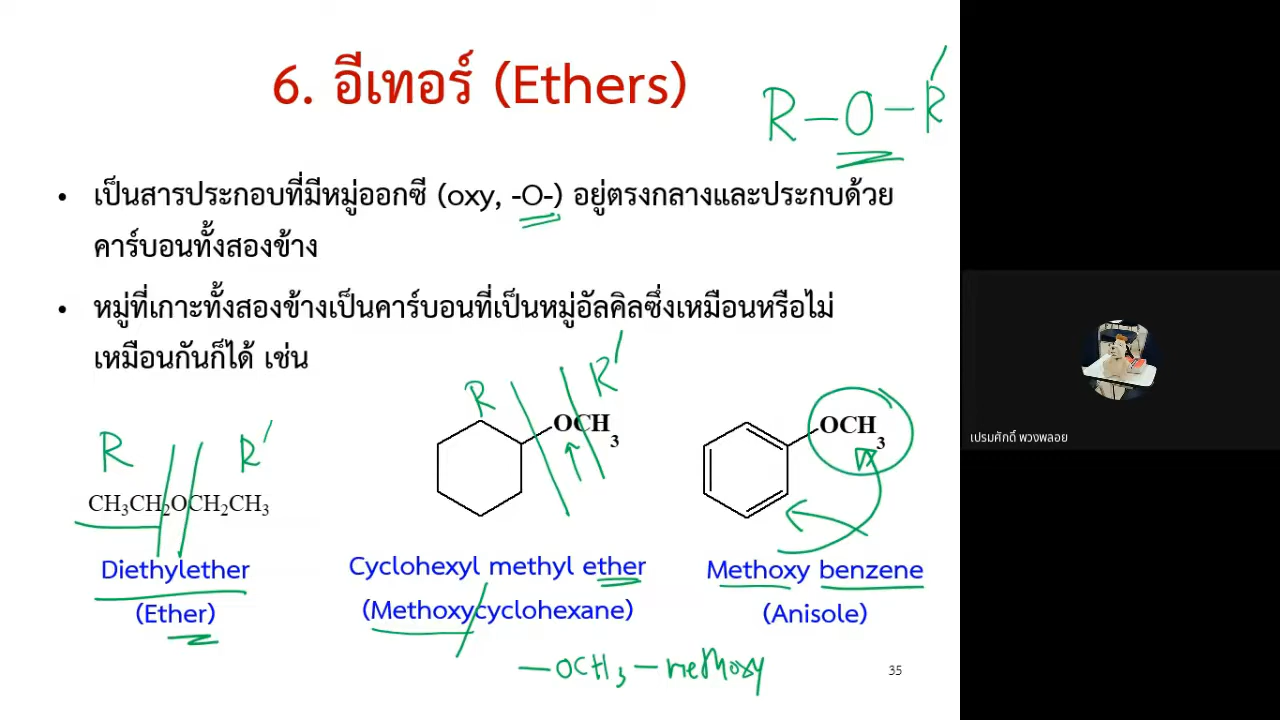 6. อีเทอร์ (Ethers)
R-O-R'
• เป็นสารประกอบที่มีหมู่ออกซี (oxy, -O-) อยู่ตรงกลางและประกบด้วย
คาร์บอนทั้งสองข้าง
• หมู่ที่เกาะทั้งสองข้างเป็นคาร์บอนที่เป็นหมู่อัลคิลซึ่งเหมือนหรือไม่
เหมือนกันก็ได้ เช่น
R R'
R R'
CH₃CH₂OCH₂CH₃
OCH₃
OCH₃
Diethylether
(Ether)
Cyclohexyl methyl ether
(Methoxycyclohexane)
Methoxy benzene
(Anisole)
-OCH₃ - methoxy
35
เปรมศักดิ์ พวงพลอย